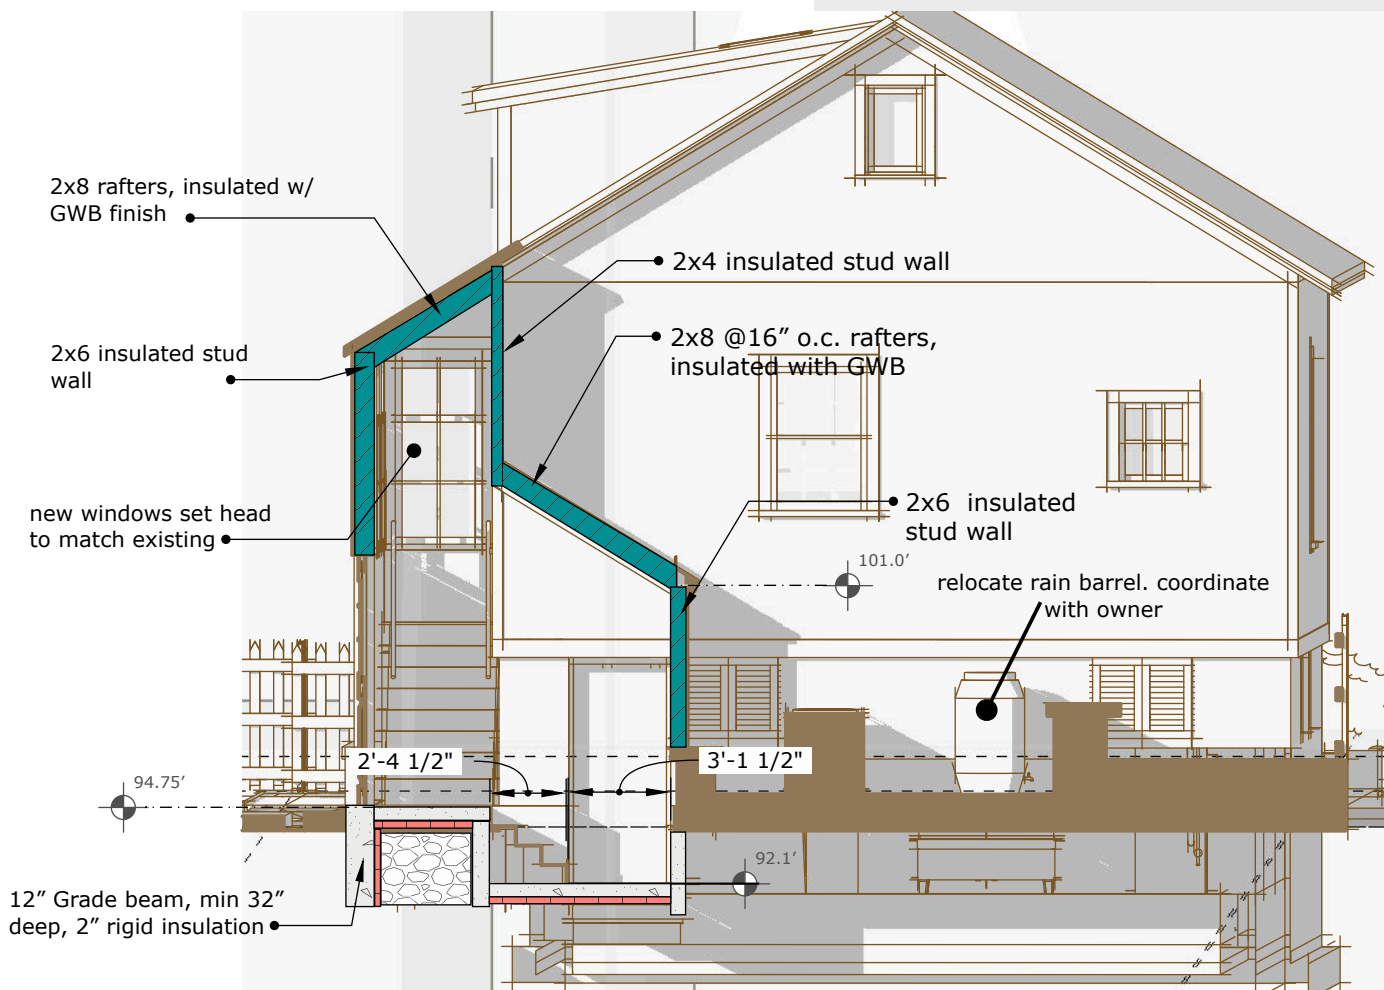 2x8 rafters, insulated w/
GWB finish
2x4 insulated stud wall
2x8 @16” o.c. rafters,
insulated with GWB
2x6 insulated stud
wall
new windows set head
to match existing
2x6  insulated
stud wall
101.0’
relocate rain barrel. coordinate
with owner
2'-4 1/2"
3'-1 1/2"
94.75’
92.1’
12” Grade beam, min 32”
deep, 2” rigid insulation